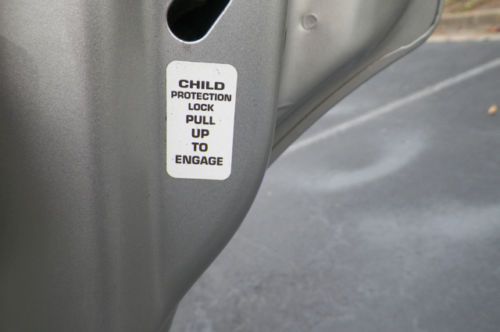 CHILD
PROTECTION
LOCK
PULL
UP
TO
ENGAGE